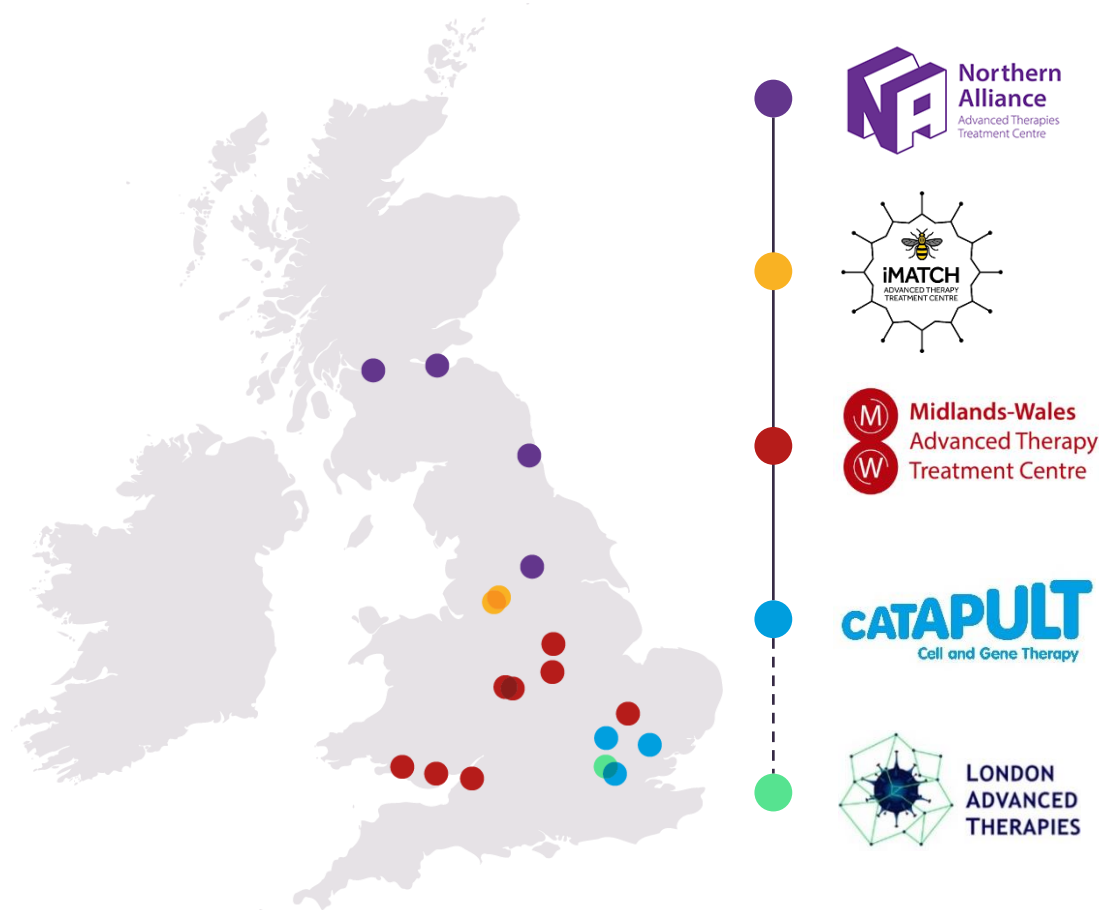 NA
Northern
Alliance
Advanced Therapies
Treatment Centre
iMATCH
ADVANCED THERAPY
TREATMENT CENTRE
M
W
Midlands-Wales
Advanced Therapy
Treatment Centre
CATAPULT
Cell and Gene Therapy
LONDON
ADVANCED
THERAPIES